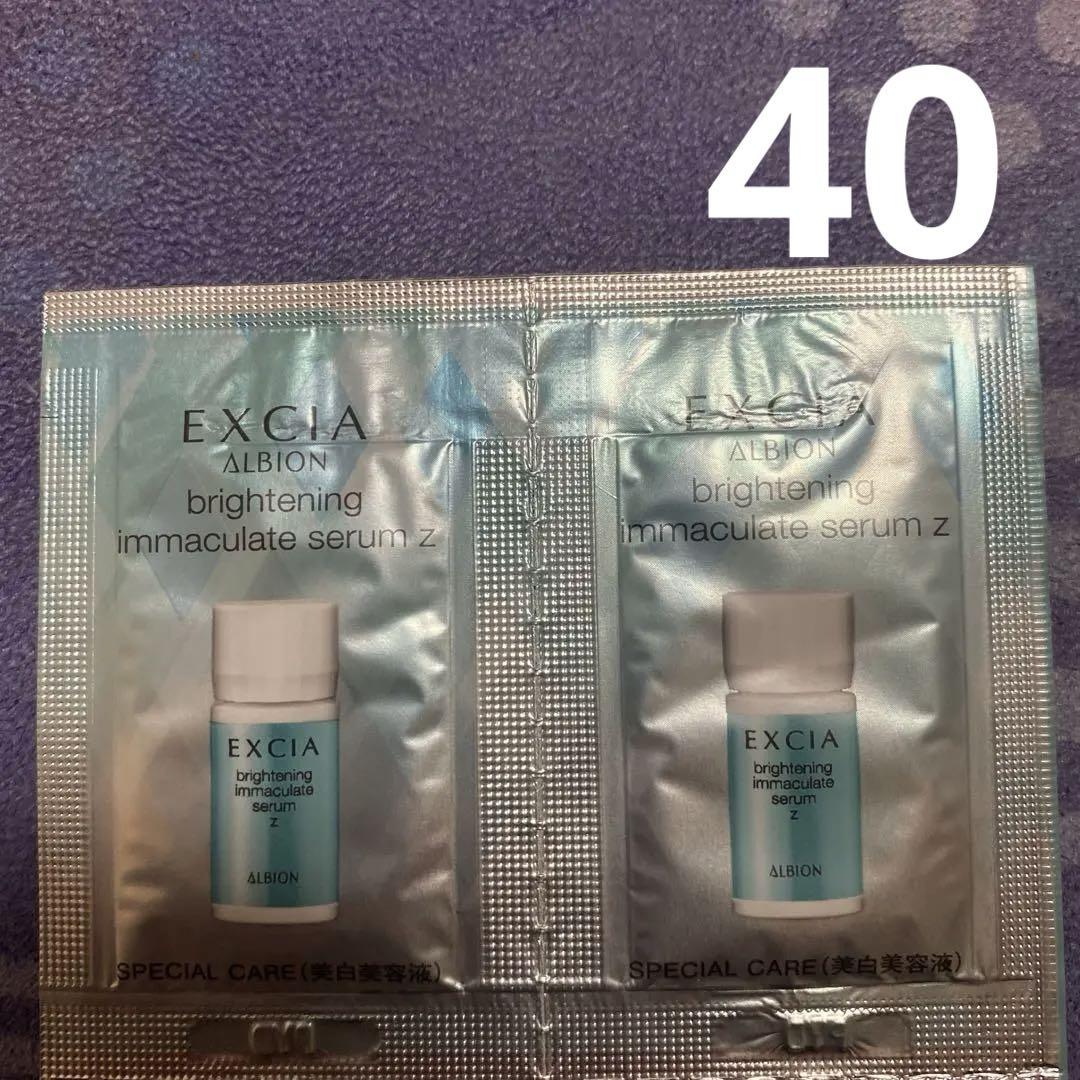 40
EXCIA
ALBION
brightening
immaculate serum z
EXCIA
brightening
immaculate
serum
z
ALBION
SPECIAL CARE(美白美容液)
EXCIA
ALBION
brightening
immaculate serum z
EXCIA
brightening
immaculate
serum
z
ALBION
SPECIAL CARE(美白美容液)